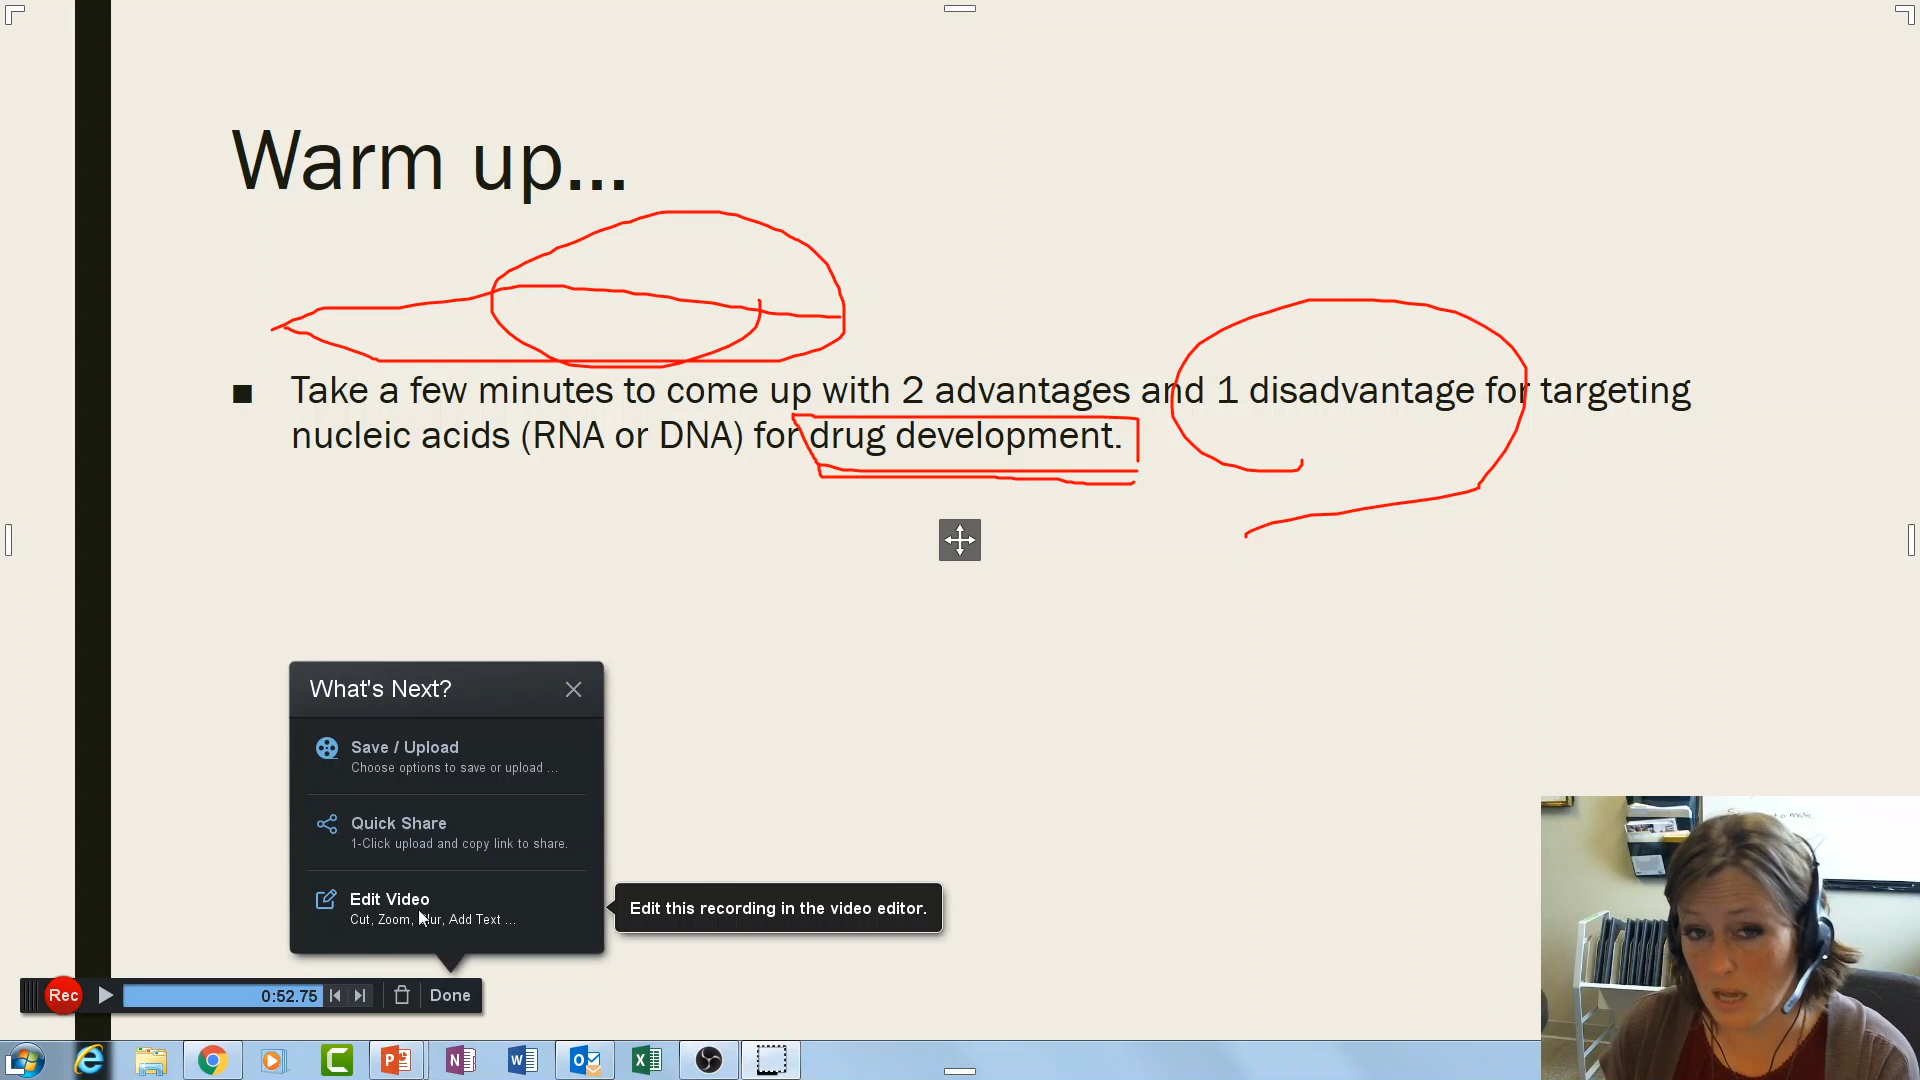 Warm up...
■ Take a few minutes to come up with 2 advantages and 1 disadvantage for targeting
nucleic acids (RNA or DNA) for drug development.
What's Next?
Save / Upload
Choose options to save or upload ...
Quick Share
1-Click upload and copy link to share.
Edit Video
Cut, Zoom, Blur, Add Text ...
Edit this recording in the video editor.
Rec
0:52.75
Done